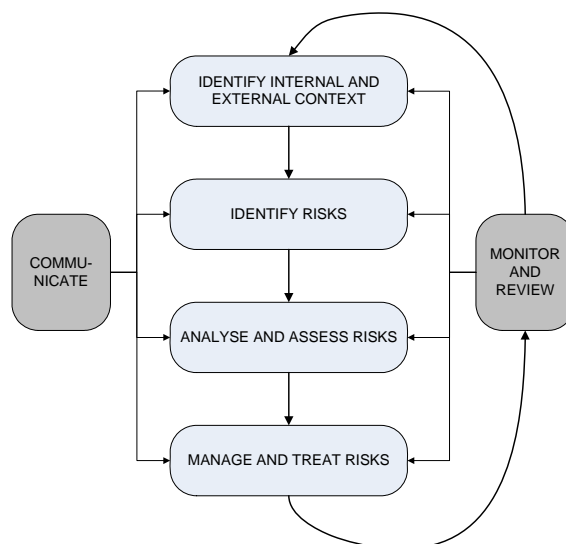 IDENTIFY INTERNAL AND
EXTERNAL CONTEXT
IDENTIFY RISKS
COMMU-
NICATE
MONITOR
AND
REVIEW
ANALYSE AND ASSESS RISKS
MANAGE AND TREAT RISKS